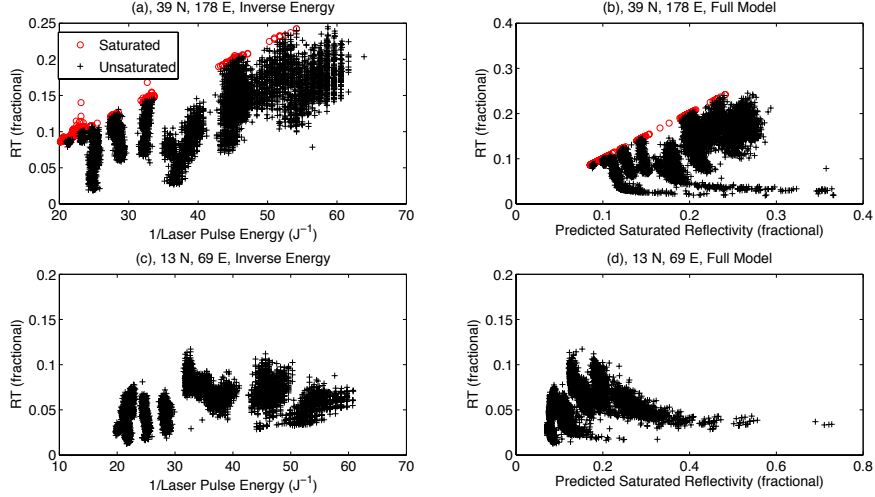 (a), 39 N, 178 E, Inverse Energy
0.25
0.2
0.15
0.1
0.05
0
RT (fractional)
Saturated
Unsaturated
20 30 40 50 60 70
1/Laser Pulse Energy (J⁻¹)
(b), 39 N, 178 E, Full Model
0.4
0.3
0.2
0.1
0
RT (fractional)
0 0.1 0.2 0.3 0.4
Predicted Saturated Reflectivity (fractional)
(c), 13 N, 69 E, Inverse Energy
0.2
0.15
0.1
0.05
0
RT (fractional)
10 20 30 40 50 60 70
1/Laser Pulse Energy (J⁻¹)
(d), 13 N, 69 E, Full Model
0.2
0.15
0.1
0.05
0
RT (fractional)
0 0.2 0.4 0.6 0.8
Predicted Saturated Reflectivity (fractional)